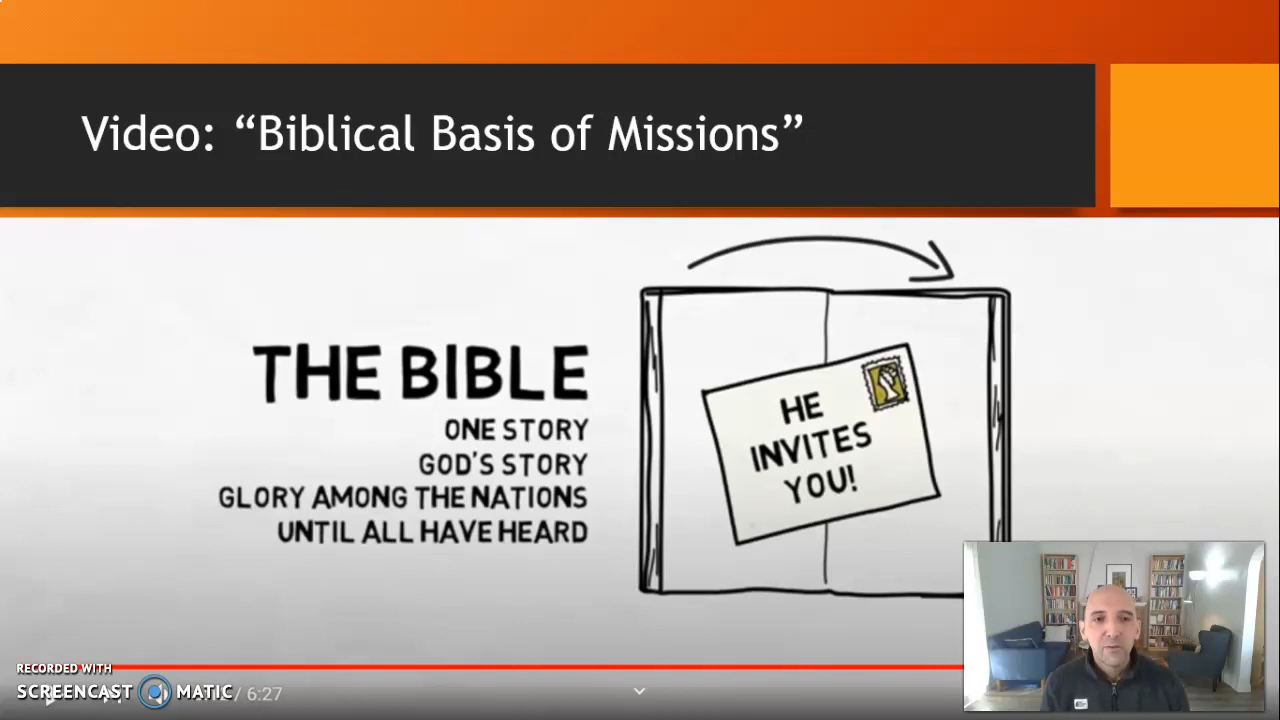 Video: “Biblical Basis of Missions”
THE BIBLE
ONE STORY
GOD'S STORY
GLORY AMONG THE NATIONS
UNTIL ALL HAVE HEARD
HE
INVITES
YOU!
RECORDED WITH
SCREENCAST MATIC
/ 6:27